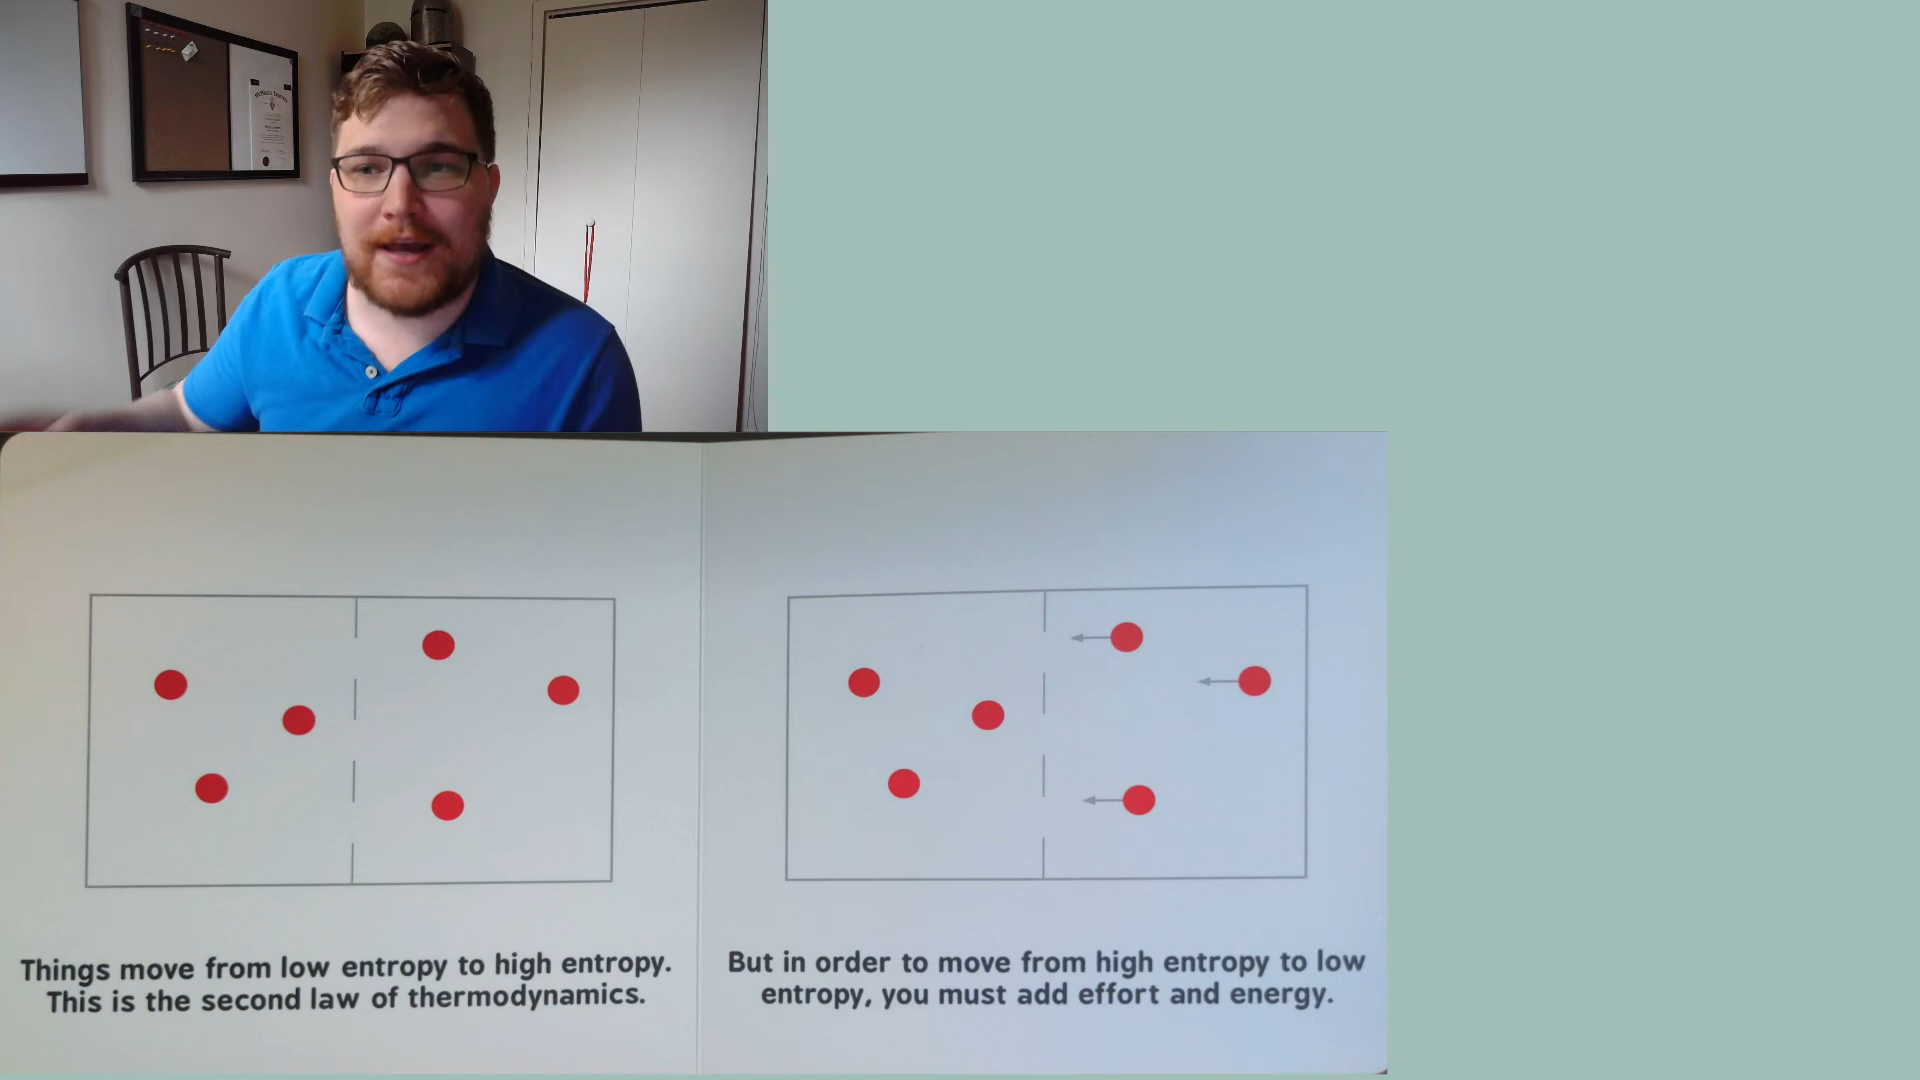 Things move from low entropy to high entropy.
This is the second law of thermodynamics.
But in order to move from high entropy to low
entropy, you must add effort and energy.